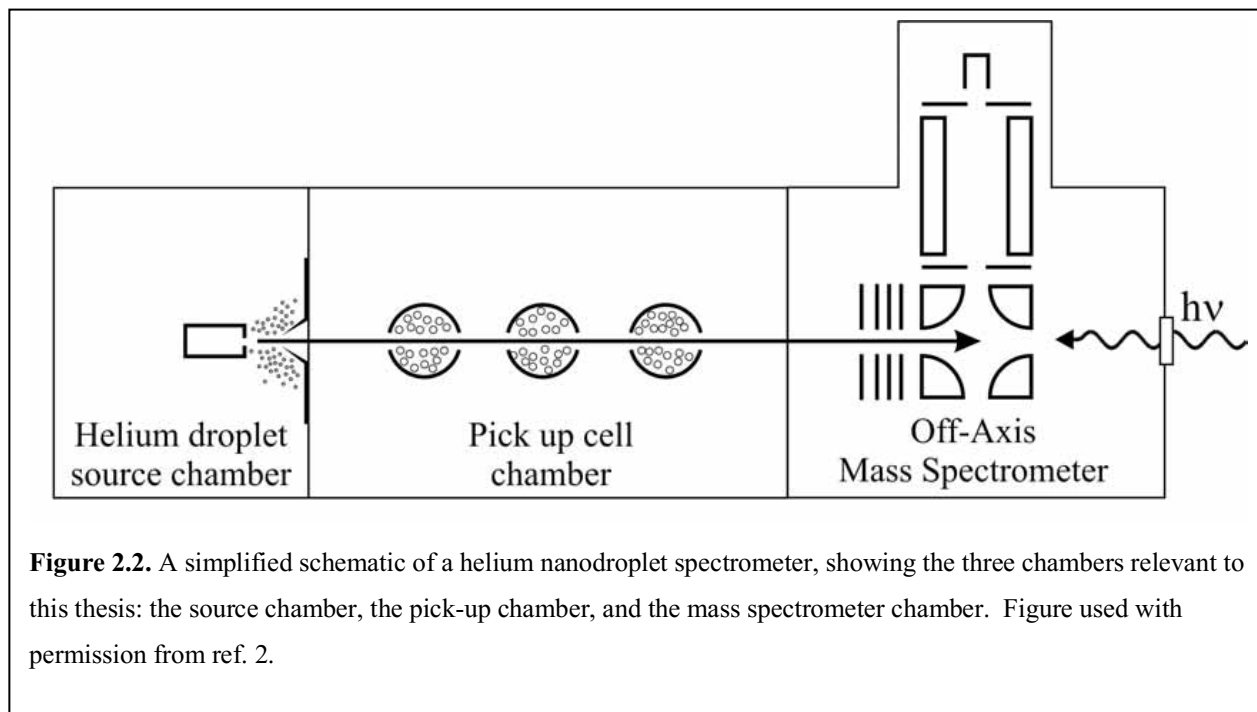 hν
Helium droplet
source chamber
Pick up cell
chamber
Off-Axis
Mass Spectrometer
Figure 2.2. A simplified schematic of a helium nanodroplet spectrometer, showing the three chambers relevant to
this thesis: the source chamber, the pick-up chamber, and the mass spectrometer chamber.  Figure used with
permission from ref. 2.